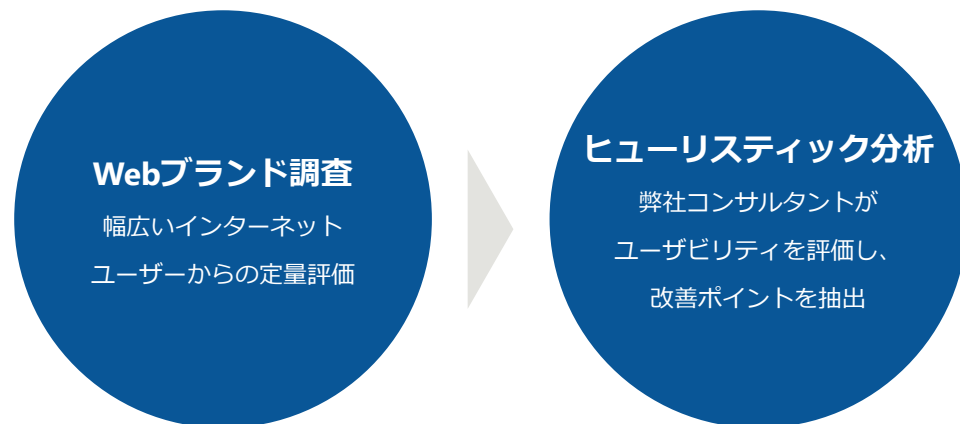 Webブランド調査
幅広いインターネット
ユーザーからの定量評価
ヒューリスティック分析
弊社コンサルタントが
ユーザビリティを評価し、
改善ポイントを抽出